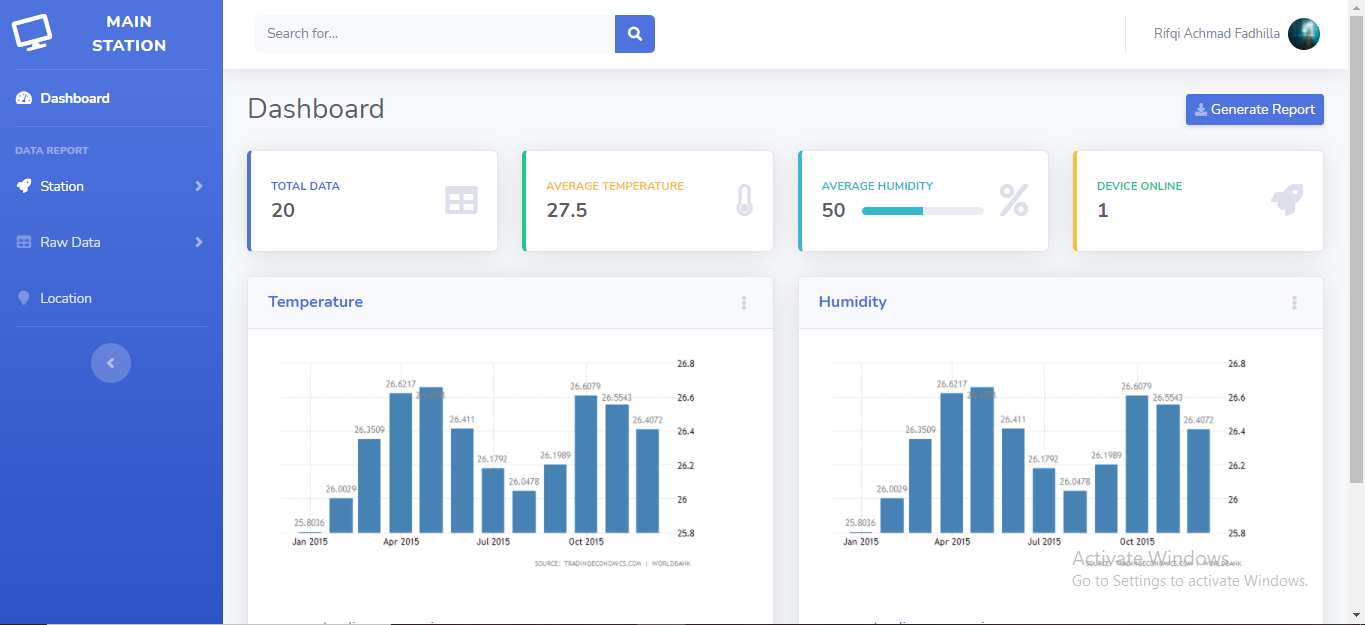 MAIN
STATION
Search for...
Rifqi Achmad Fadhilla
Dashboard
DATA REPORT
Station
Raw Data
Location
Dashboard
Generate Report
TOTAL DATA
20
AVERAGE TEMPERATURE
27.5
AVERAGE HUMIDITY
50
%
DEVICE ONLINE
1
Temperature
26.8
26.6
26.4
26.2
26
25.8
25.8036
26.0029
26.3509
26.6217
26.411
26.1792
26.0478
26.1989
26.6079
26.5543
26.4072
Jan 2015
Apr 2015
Jul 2015
Oct 2015
SOURCE: TRADINGECONOMICS.COM | WORLDBANK
Humidity
26.8
26.6
26.4
26.2
26
25.8
25.8036
26.0029
26.3509
26.6217
26.411
26.1792
26.0478
26.1989
26.6079
26.5543
26.4072
Jan 2015
Apr 2015
Jul 2015
Oct 2015
SOURCE: TRADINGECONOMICS.COM | WORLDBANK
Activate Windows
Go to Settings to activate Windows.